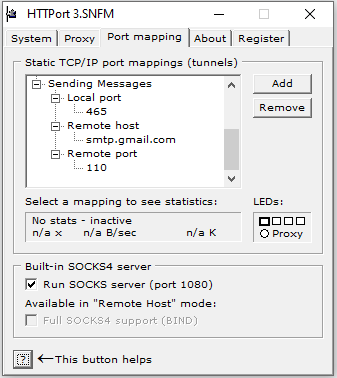 HTTPort 3.SNFM
System Proxy Port mapping About Register
Static TCP/IP port mappings (tunnels)
Sending Messages
Local port
465
Remote host
smtp.gmail.com
Remote port
110
Add
Remove
Select a mapping to see statistics:
No stats - inactive
n/a x n/a B/sec n/a K
LEDs:
Proxy
Built-in SOCKS4 server
Run SOCKS server (port 1080)
Available in "Remote Host" mode:
Full SOCKS4 support (BIND)
? ←This button helps